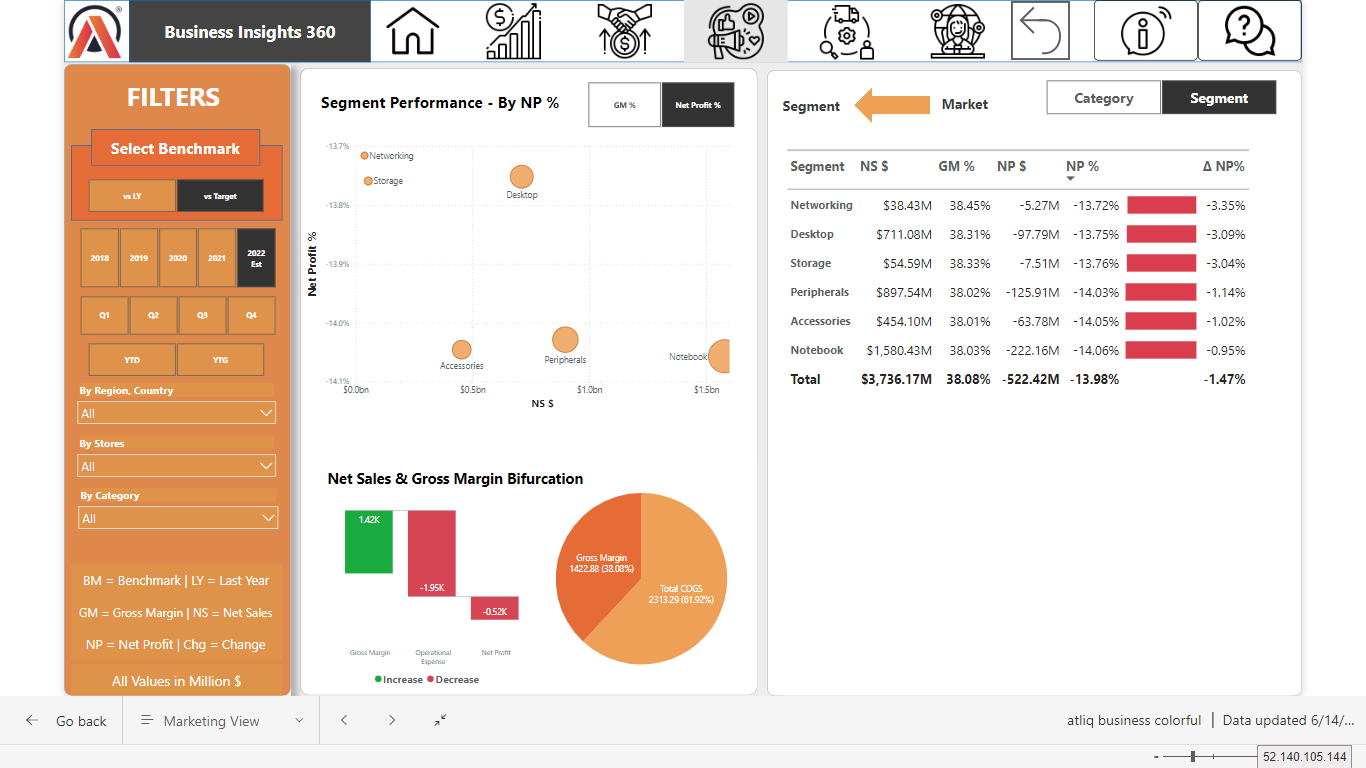 Business Insights 360
FILTERS
Select Benchmark
vs LY
vs Target
2018
2019
2020
2021
2022 Est
Q1
Q2
Q3
Q4
YTD
YTG
By Region, Country
All
By Stores
All
By Category
All
BM = Benchmark | LY = Last Year
GM = Gross Margin | NS = Net Sales
NP = Net Profit | Chg = Change
All Values in Million $
Segment Performance - By NP %
GM %
Net Profit %
Net Profit %
-13.7%
-13.8%
-13.9%
-14.0%
-14.1%
Networking
Storage
Desktop
Accessories
Peripherals
Notebook
$0.0bn
$0.5bn
$1.0bn
$1.5bn
NS $
Net Sales & Gross Margin Bifurcation
1.42K
-1.95K
-0.52K
Gross Margin
Operational
Espense
Net Profit
Increase
Decrease
Gross Margin
1422.88 (38.08%)
Total COGS
2313.29 (61.92%)
Segment
Market
Category
Segment
Segment NS $ GM % NP $ NP % Δ NP%
Networking $38.43M 38.45% -5.27M -13.72% -3.35%
Desktop $711.08M 38.31% -97.79M -13.75% -3.09%
Storage $54.59M 38.33% -7.51M -13.76% -3.04%
Peripherals $897.54M 38.02% -125.91M -14.03% -1.14%
Accessories $454.10M 38.01% -63.78M -14.05% -1.02%
Notebook $1,580.43M 38.03% -222.16M -14.06% -0.95%
Total $3,736.17M 38.08% -522.42M -13.98% -1.47%
Go back
Marketing View
atliq business colorful | Data updated 6/14/...
52.140.105.144